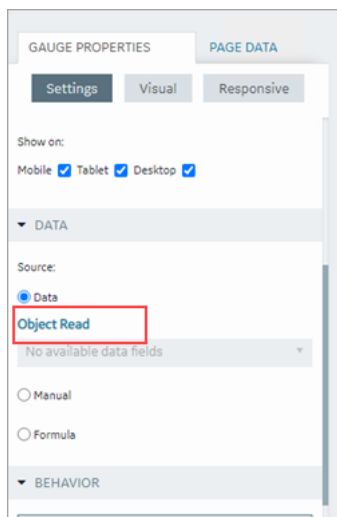 GAUGE PROPERTIES PAGE DATA
Settings Visual Responsive
Show on:
Mobile Tablet Desktop
DATA
Source:
Data
Object Read
No available data fields
Manual
Formula
BEHAVIOR